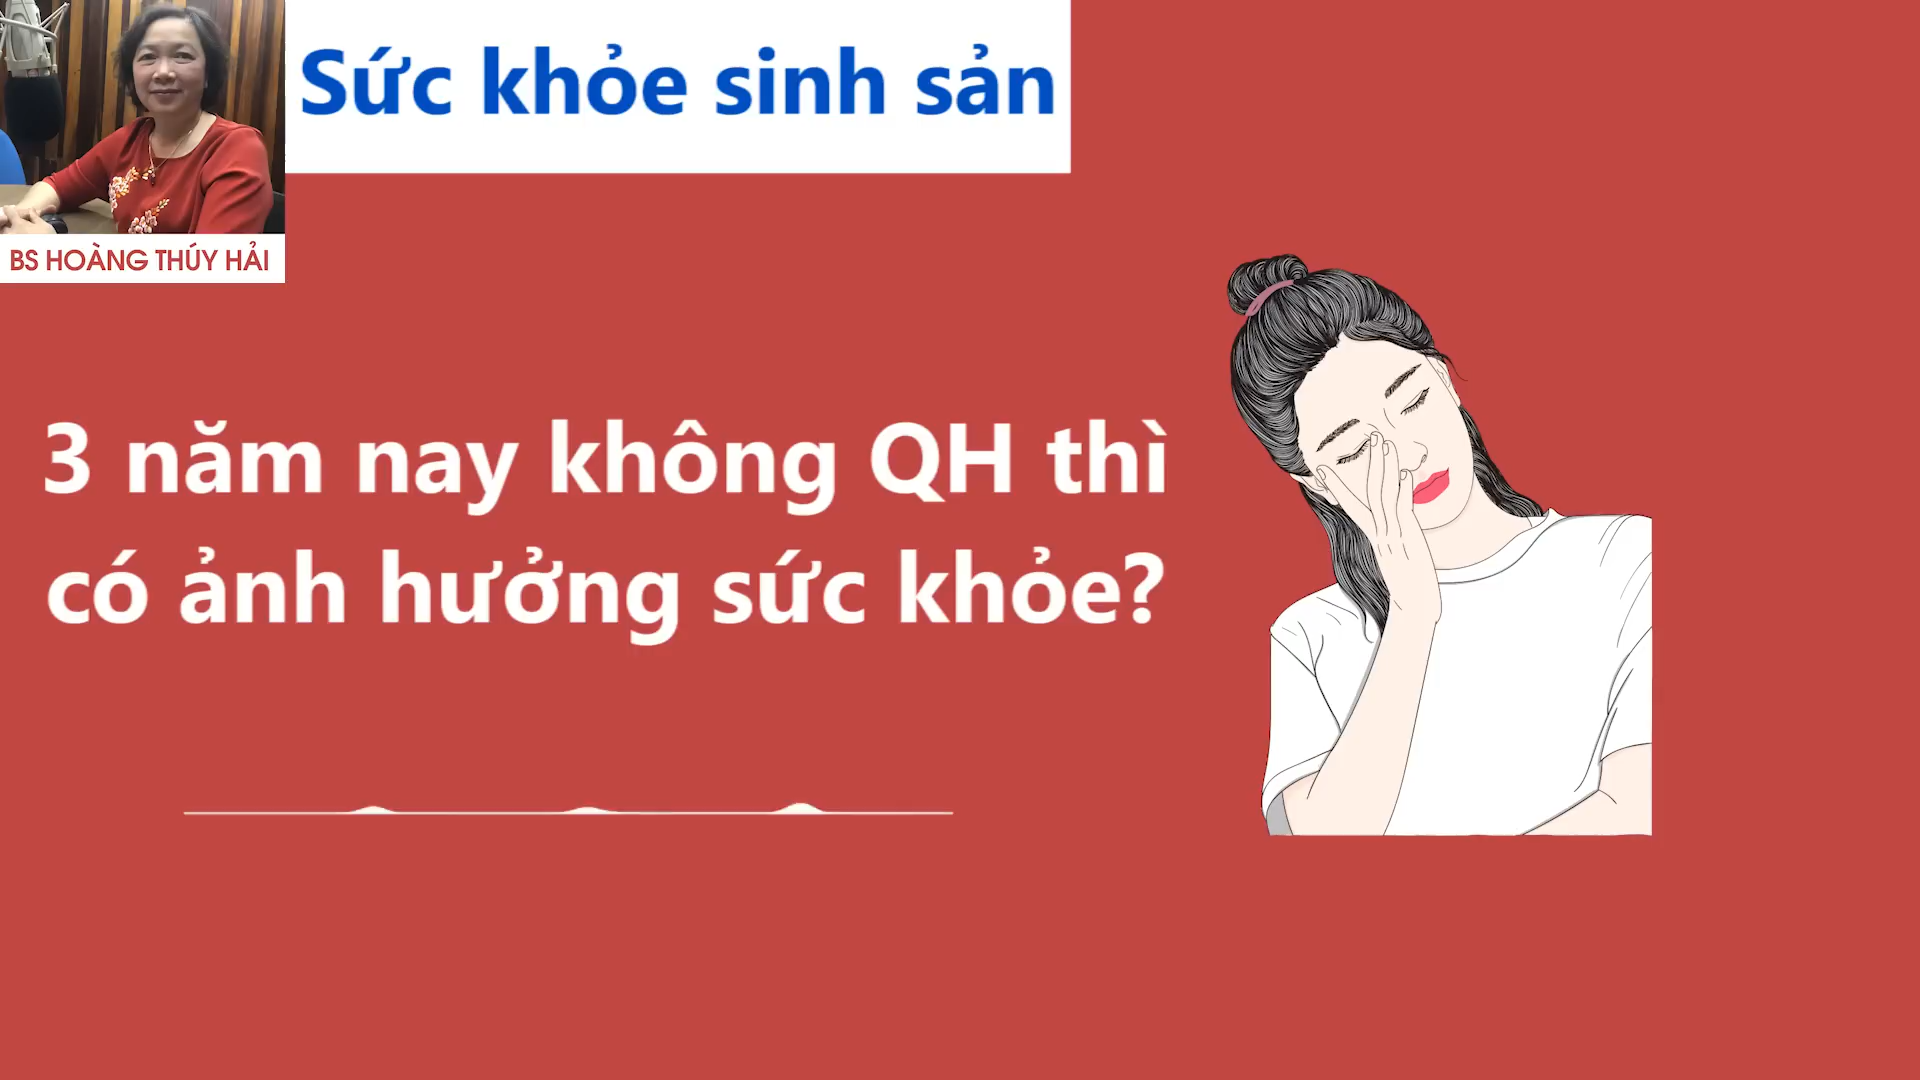 Sức khỏe sinh sản
BS HOÀNG THÚY HẢI
3 năm nay không QH thì
có ảnh hưởng sức khỏe?